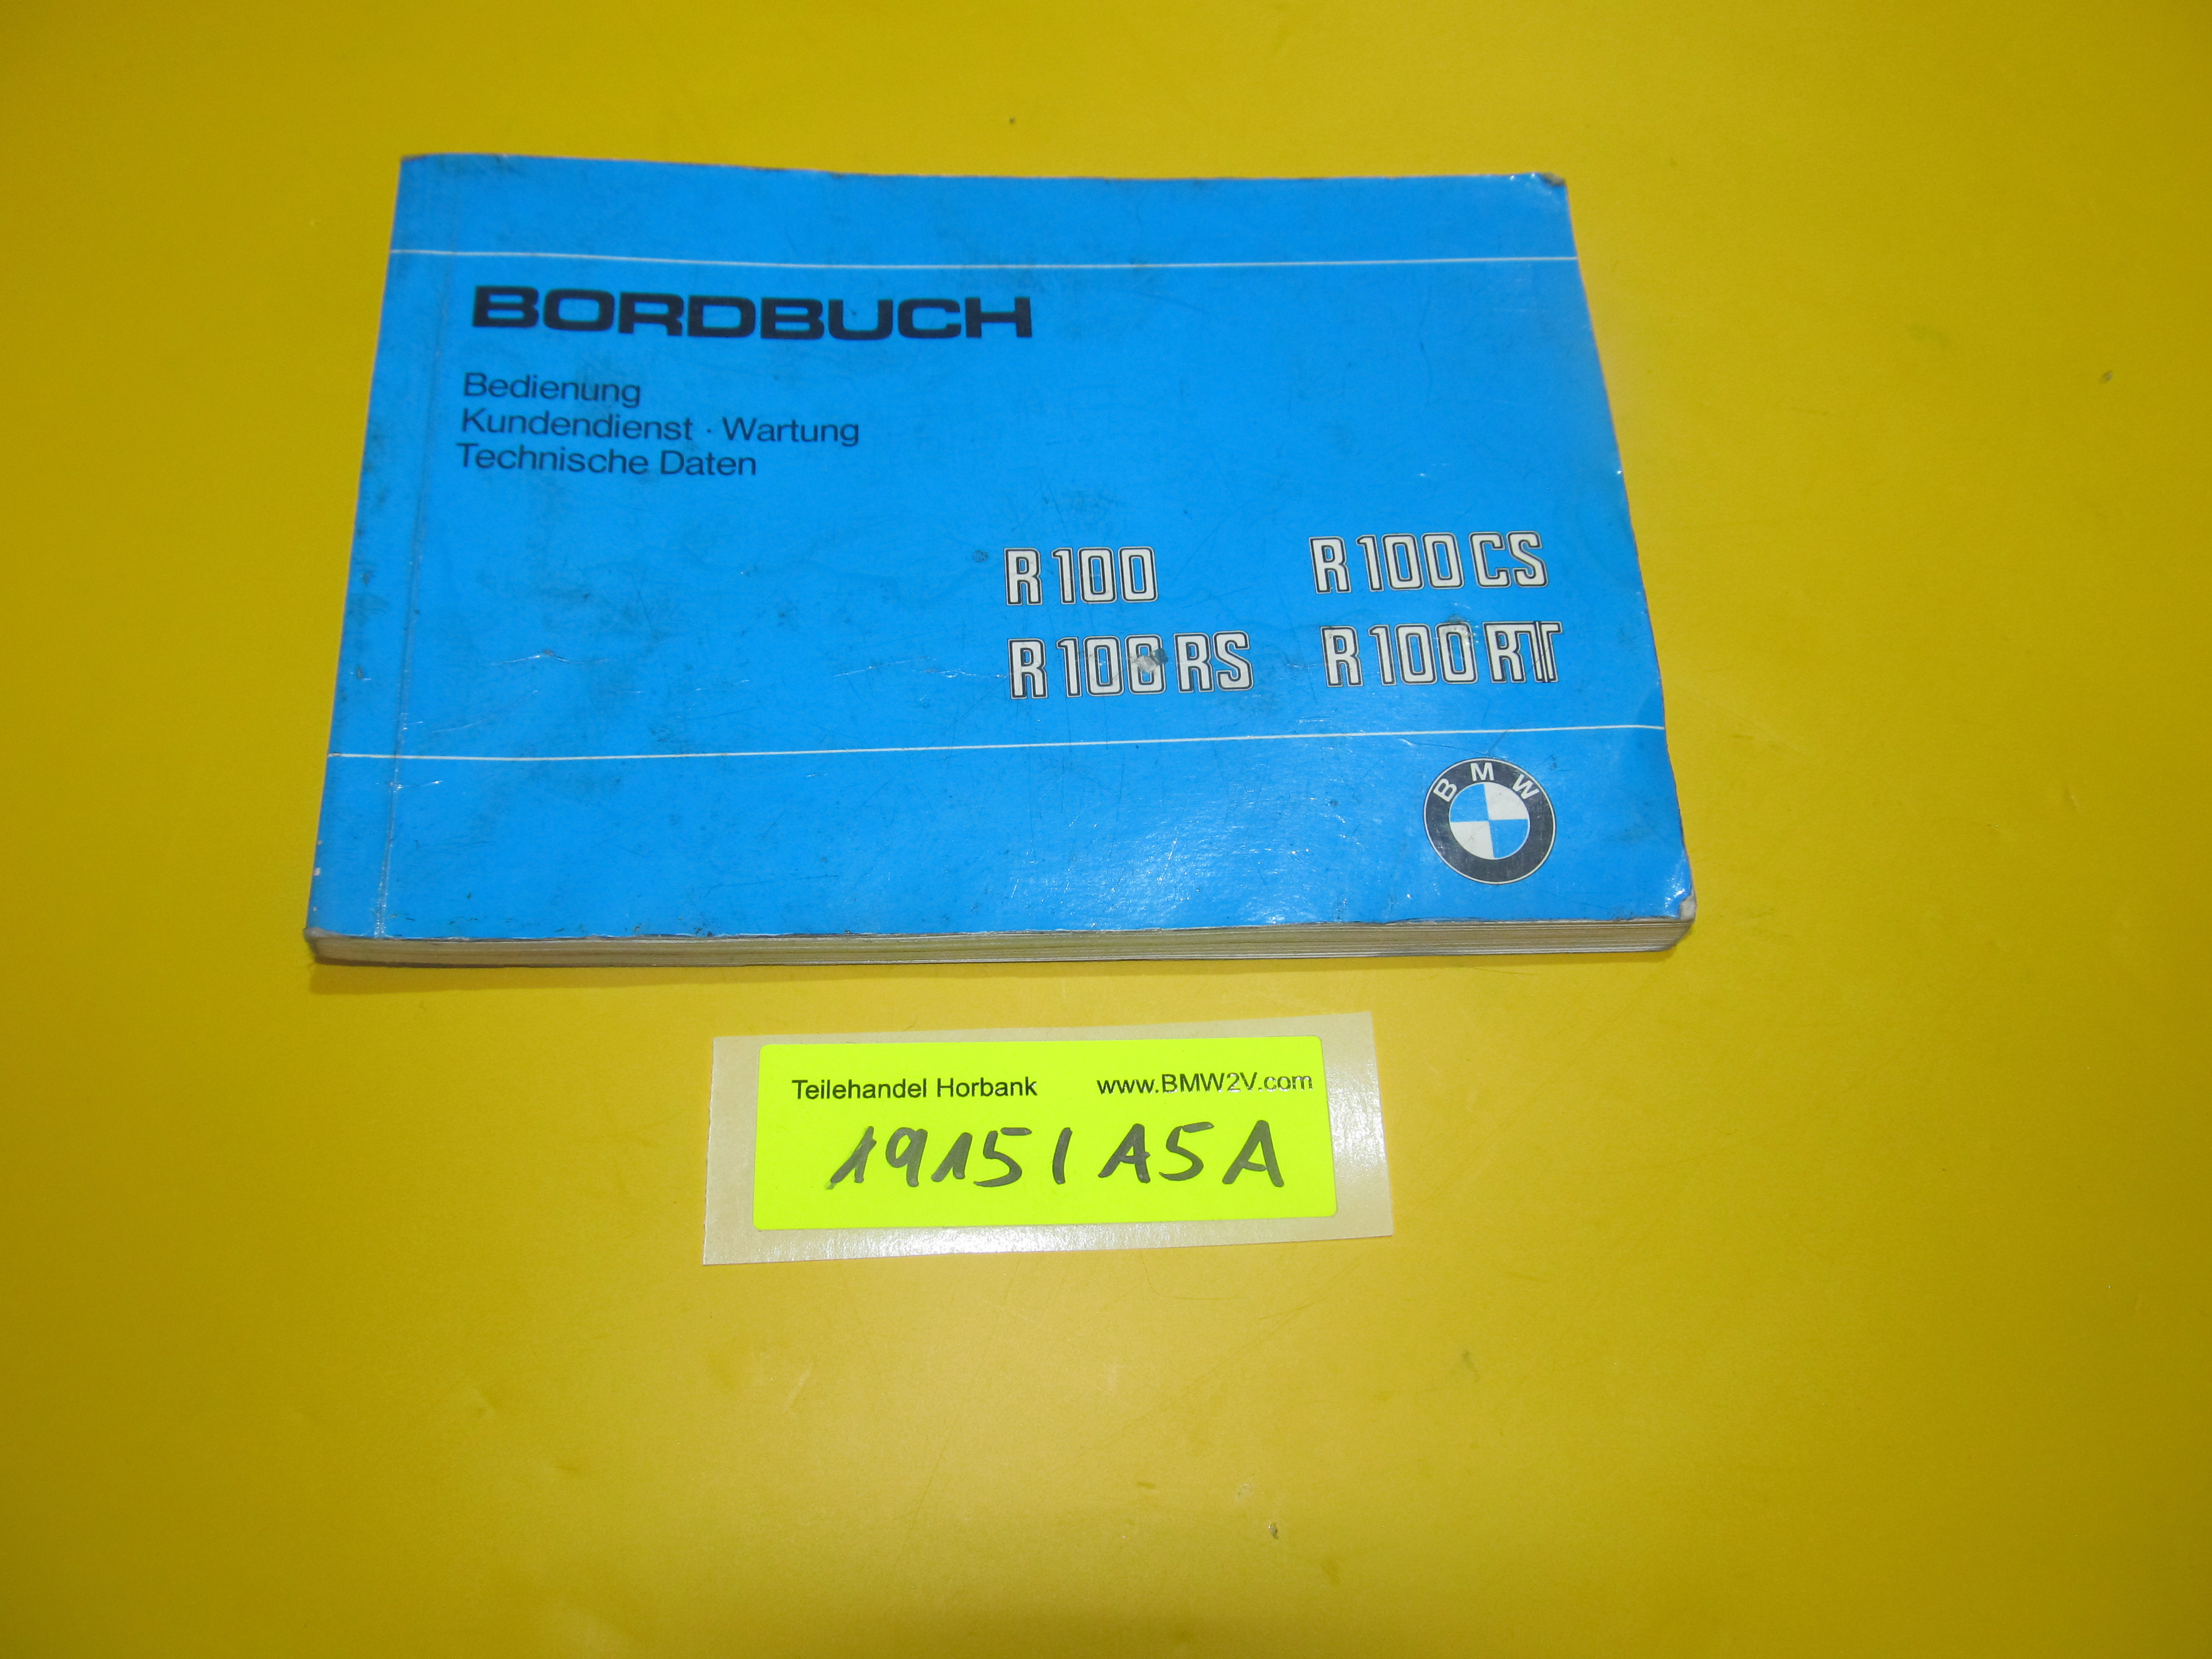 BORDBUCH
Bedienung
Kundendienst · Wartung
Technische Daten
R 100 R 100 CS
R 100 RS R 100 RT
BMW
Teilehandel Horbank www.BMW2V.com
19151 A5A